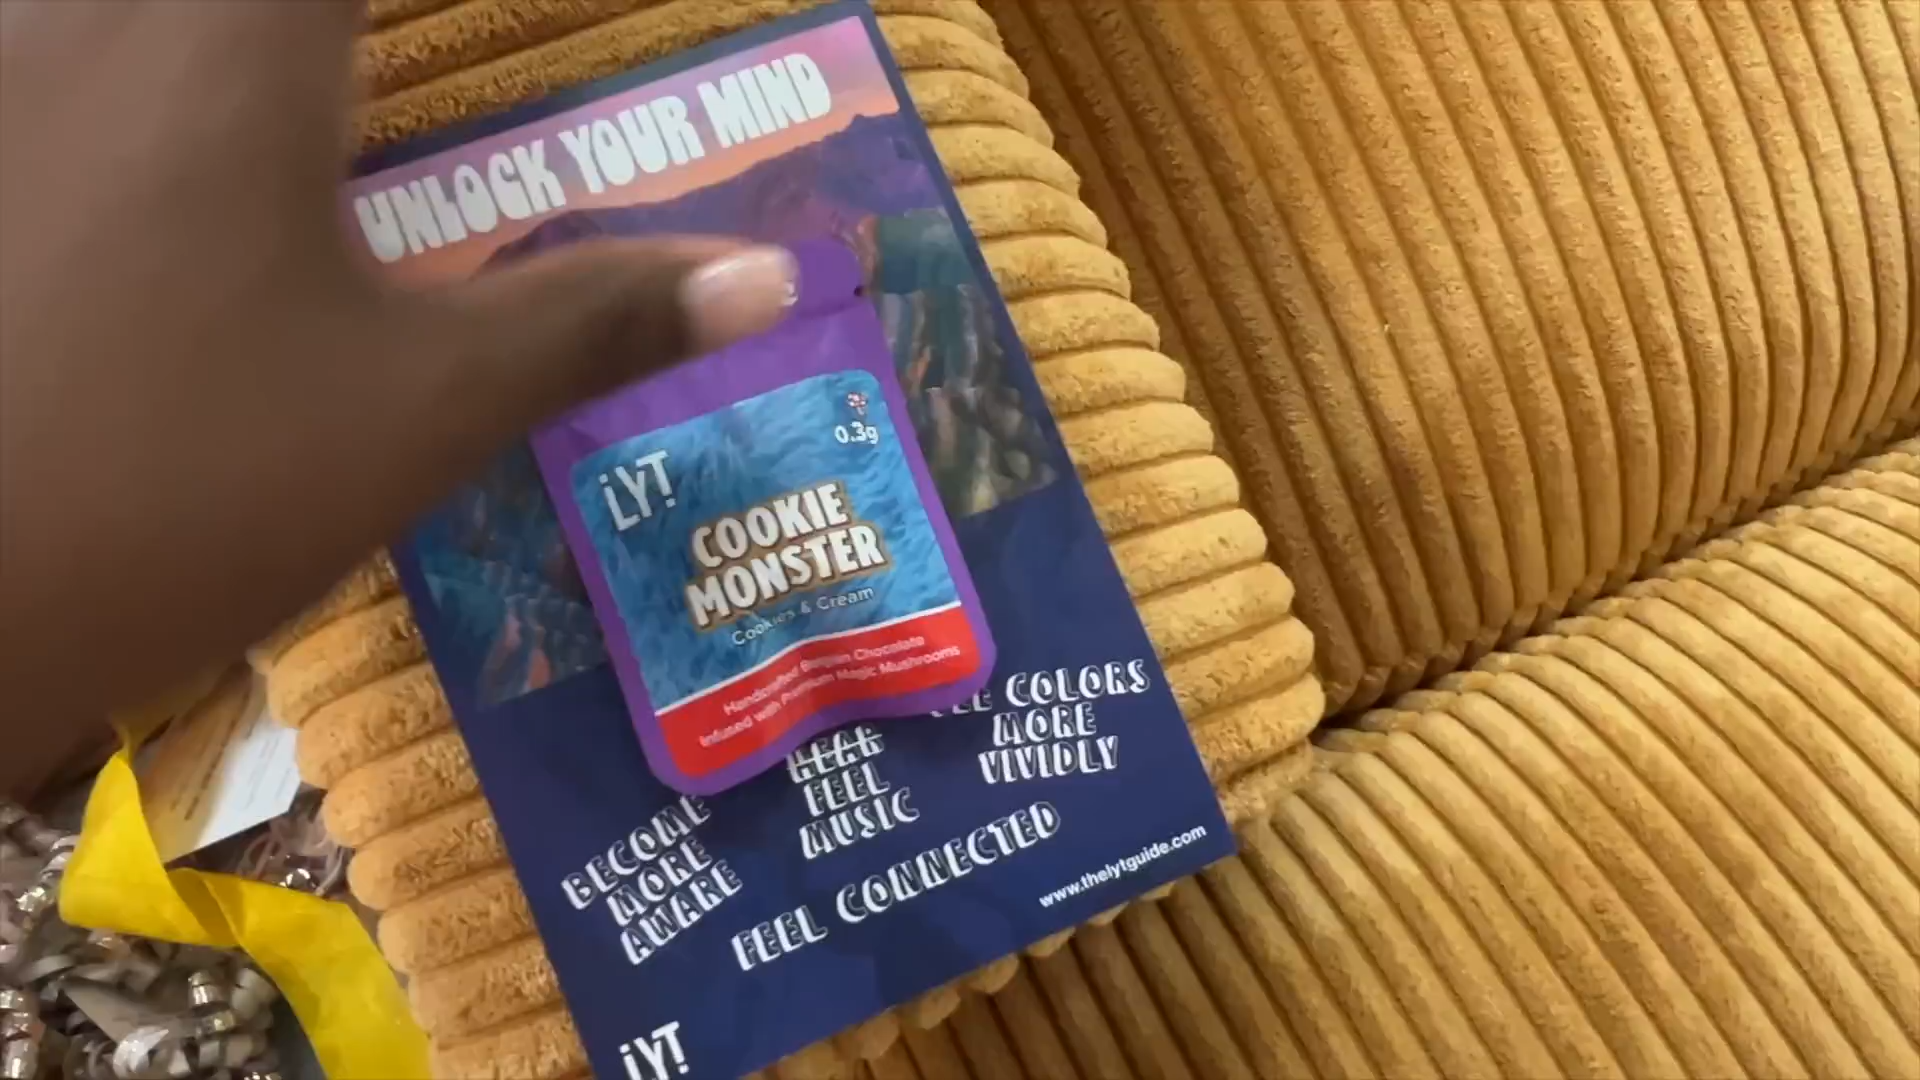 UNLOCK YOUR MIND
0.3g
LYT
COOKIE
MONSTER
Cookies & Cream
Handcrafted Belgian Chocolate
Infused with Premium Magic Mushrooms
COLORS
MORE
VIVIDLY
HEAR
FEEL
MUSIC
BECOME
MORE
AWARE
FEEL CONNECTED
www.thelytguide.com
LYT